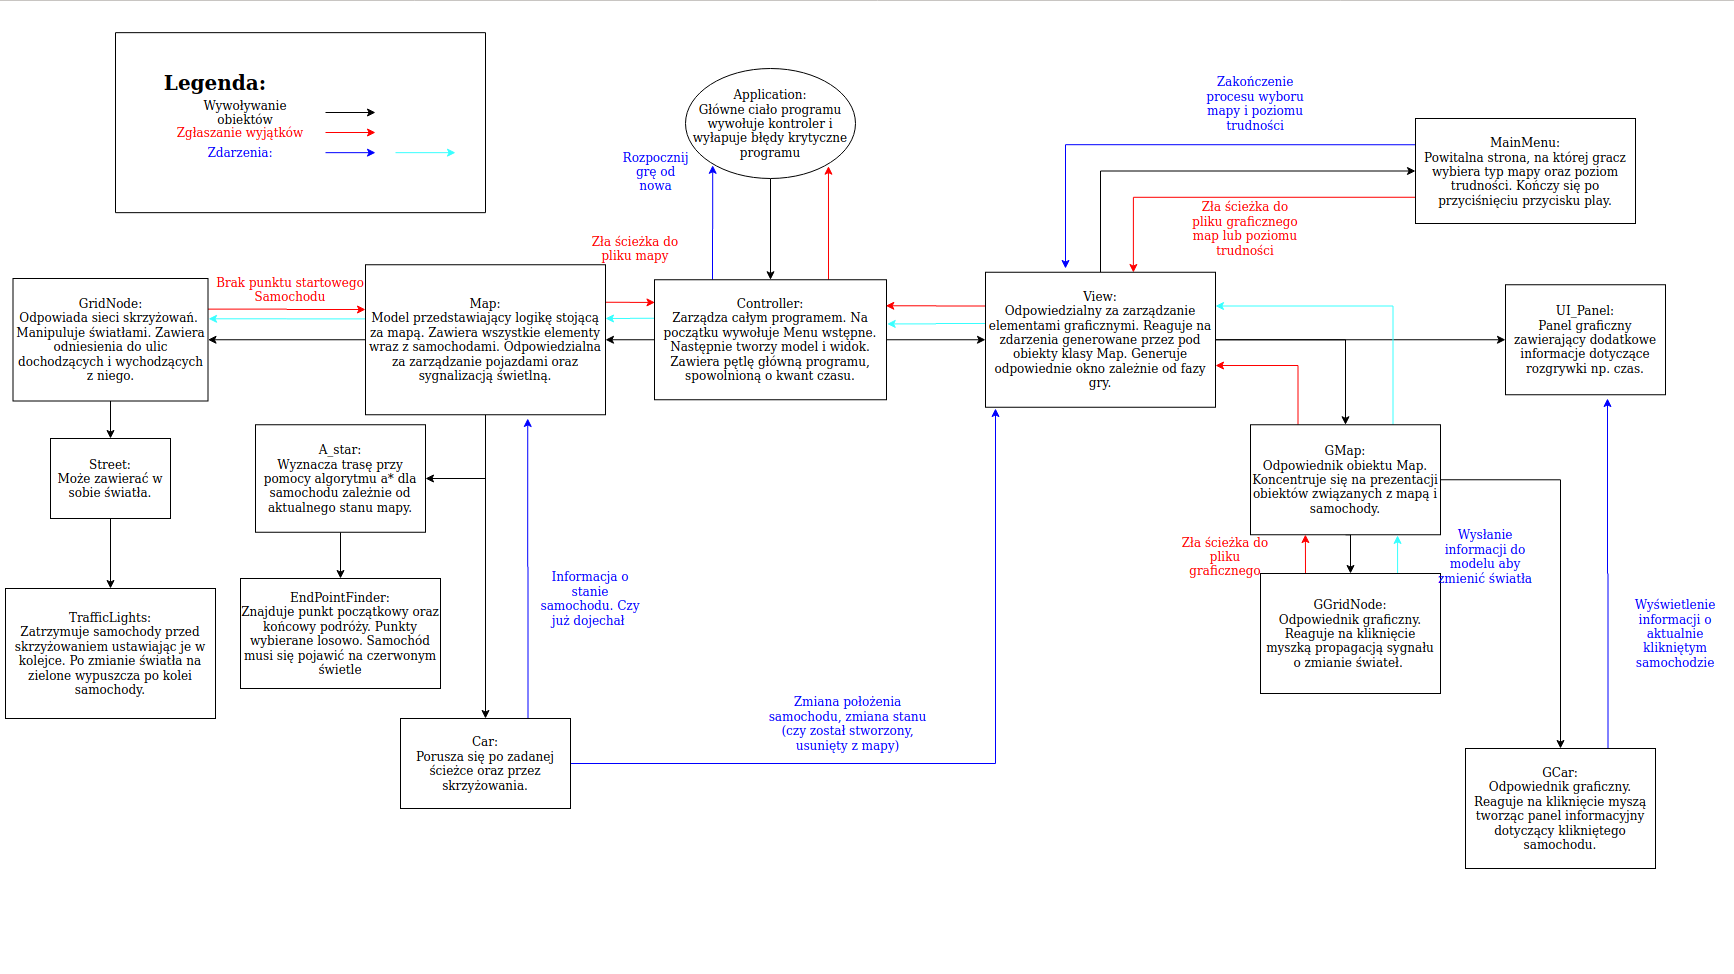 Legenda:
Wywoływanie
obiektów
Zgłaszanie wyjątków
Zdarzenia:
Application:
Główne ciało programu
wywołuje kontroler i
wyłapuje błędy krytyczne
programu
Rozpocznij
grę od
nowa
Zakończenie
procesu wyboru
mapy i poziomu
trudności
MainMenu:
Powitalna strona, na której gracz
wybiera typ mapy oraz poziom
trudności. Kończy się po
przyciśnięciu przycisku play.
Zła ścieżka do
pliku graficznego
map lub poziomu
trudności
Zła ścieżka do
pliku mapy
Brak punktu startowego
Samochodu
GridNode:
Odpowiada sieci skrzyżowań.
Manipuluje światłami. Zawiera
odniesienia do ulic
dochodzących i wychodzących
z niego.
Map:
Model przedstawiający logikę stojącą
za mapą. Zawiera wszystkie elementy
wraz z samochodami. Odpowiedzialna
za zarządzanie pojazdami oraz
sygnalizacją świetlną.
Controller:
Zarządza całym programem. Na
początku wywołuje Menu wstępne.
Następnie tworzy model i widok.
Zawiera pętlę główną programu,
spowolnioną o kwant czasu.
View:
Odpowiedzialny za zarządzanie
elementami graficznymi. Reaguje na
zdarzenia generowane przez pod
obiekty klasy Map. Generuje
odpowiednie okno zależnie od fazy
gry.
UI_Panel:
Panel graficzny
zawierający dodatkowe
informacje dotyczące
rozgrywki np. czas.
Street:
Może zawierać w
sobie światła.
A_star:
Wyznacza trasę przy
pomocy algorytmu a* dla
samochodu zależnie od
aktualnego stanu mapy.
GMap:
Odpowiednik obiektu Map.
Koncentruje się na prezentacji
obiektów związanych z mapą i
samochody.
Zła ścieżka do
pliku
graficznego
Wysłanie
informacji do
modelu aby
zmienić światła
TrafficLights:
Zatrzymuje samochody przed
skrzyżowaniem ustawiając je w
kolejce. Po zmianie światła na
zielone wypuszcza po kolei
samochody.
EndPointFinder:
Znajduje punkt początkowy oraz
końcowy podróży. Punkty
wybierane losowo. Samochód
musi się pojawić na czerwonym
świetle
Informacja o
stanie
samochodu. Czy
już dojechał
GGridNode:
Odpowiednik graficzny.
Reaguje na kliknięcie
myszką propagacją sygnału
o zmianie świateł.
Wyświetlenie
informacji o
aktualnie
klikniętym
samochodzie
Zmiana położenia
samochodu, zmiana stanu
(czy został stworzony,
usunięty z mapy)
Car:
Porusza się po zadanej
ścieżce oraz przez
skrzyżowania.
GCar:
Odpowiednik graficzny.
Reaguje na kliknięcie myszą
tworząc panel informacyjny
dotyczący klikniętego
samochodu.